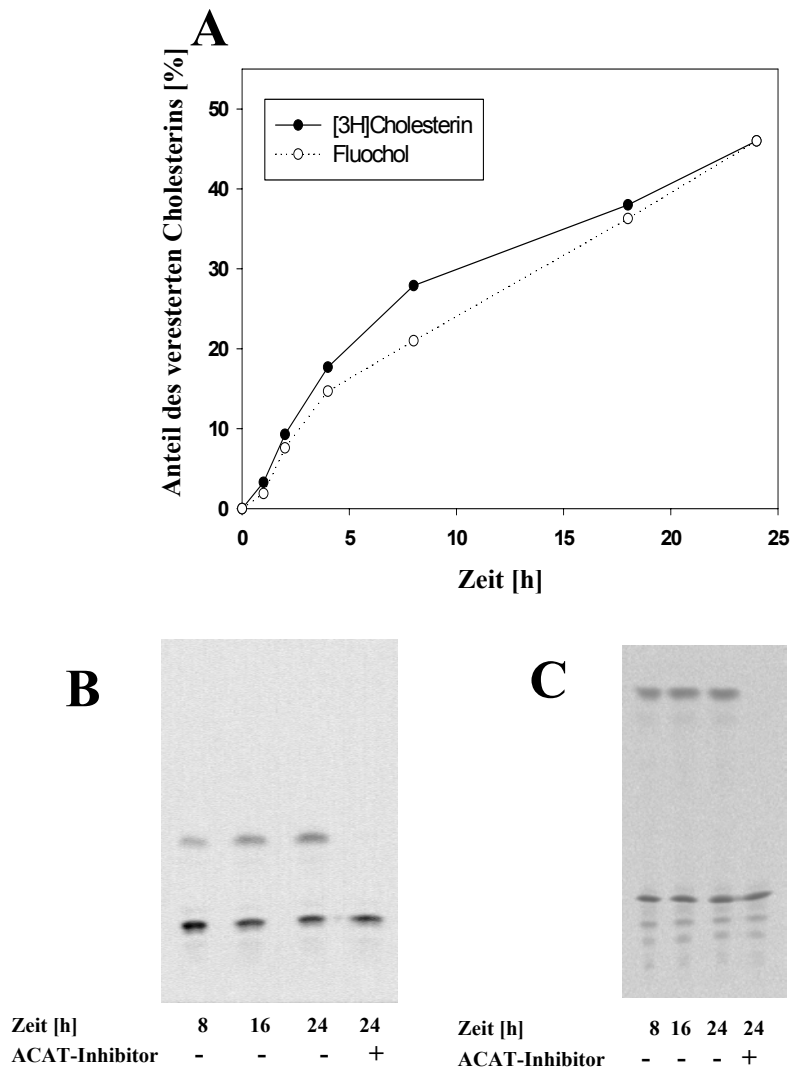 A
Anteil des veresterten Cholesterins [%]
50
40
30
20
10
0
[3H]Cholesterin
Fluochol
0 5 10 15 20 25
Zeit [h]
B
C
Zeit [h] 8 16 24 24
ACAT-Inhibitor - - - +
Zeit [h] 8 16 24 24
ACAT-Inhibitor - - - +